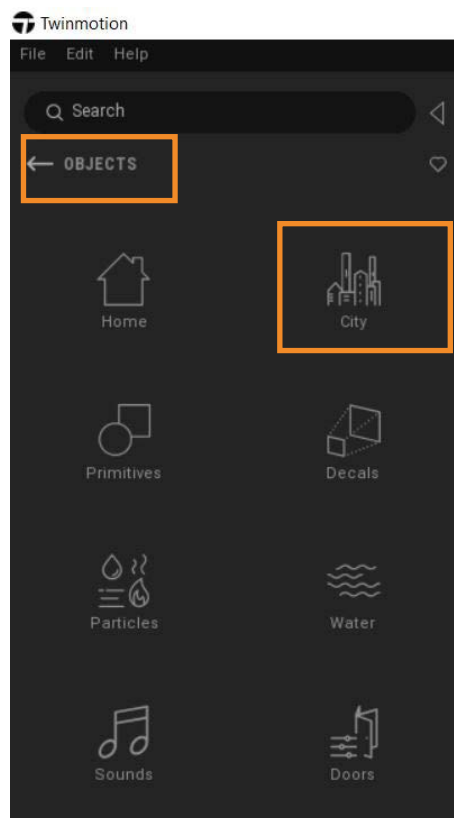 Twinmotion
File Edit Help
Search
OBJECTS
Home City
Primitives Decals
Particles Water
Sounds Doors